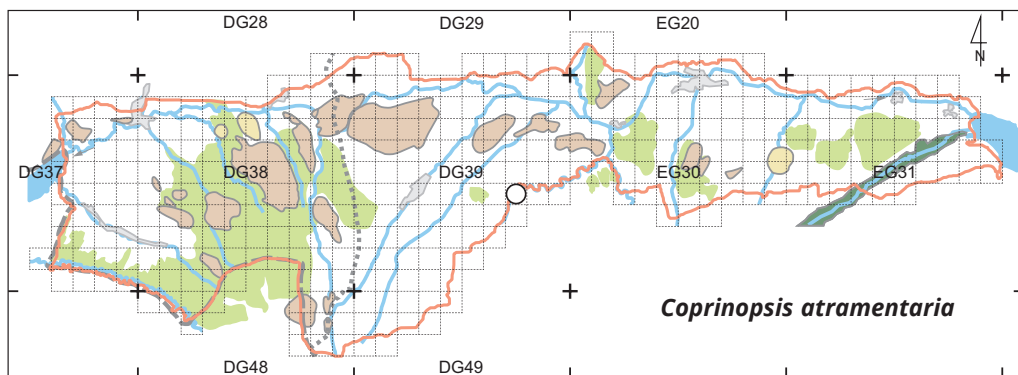 DG28 DG29 EG20
N
DG37 DG38 DG39 EG30 EG31
Coprinopsis atramentaria
DG48 DG49